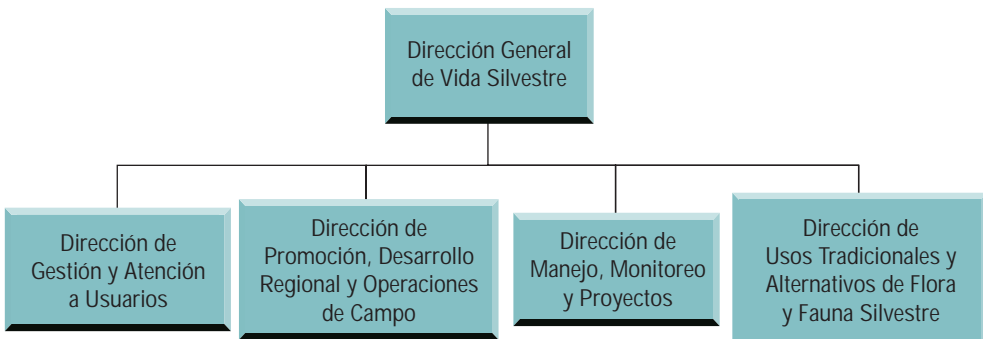 Dirección General
de Vida Silvestre
Dirección de
Gestión y Atención
a Usuarios
Dirección de
Promoción, Desarrollo
Regional y Operaciones
de Campo
Dirección de
Manejo, Monitoreo
y Proyectos
Dirección de
Usos Tradicionales y
Alternativos de Flora
y Fauna Silvestre